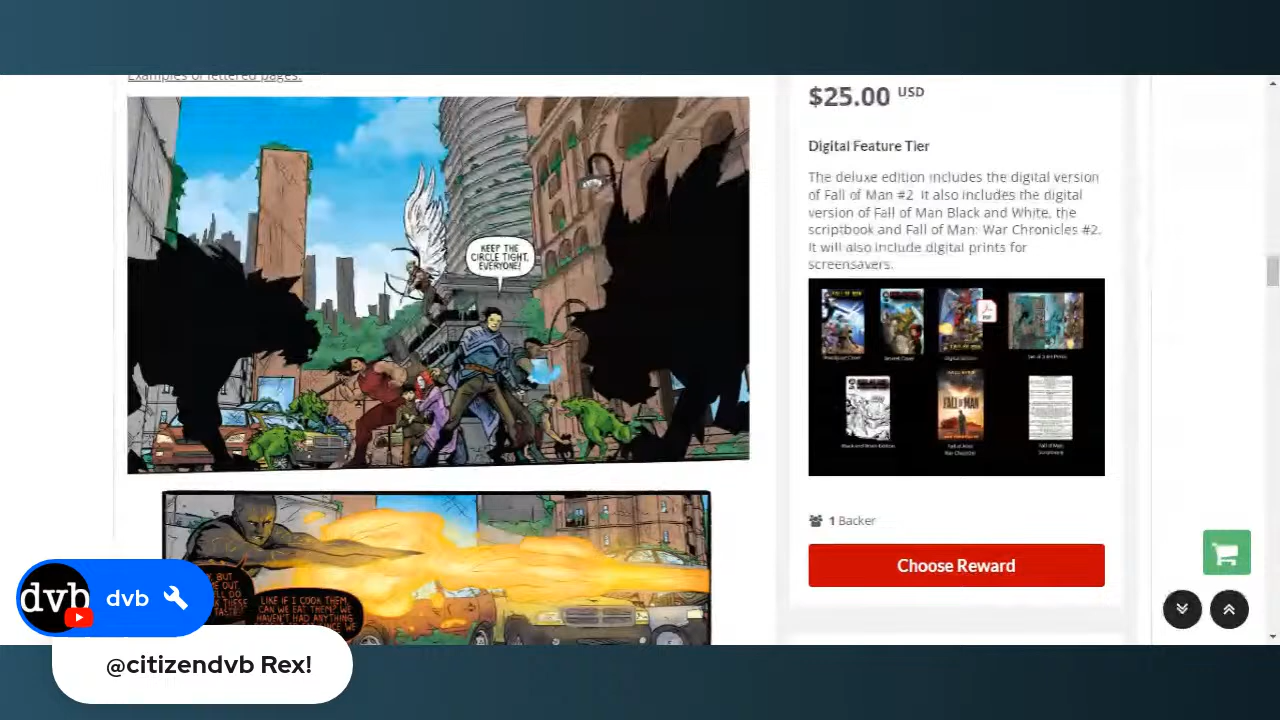 Examples of lettered pages:
KEEP THE
CIRCLE TIGHT,
EVERYONE!
LIKE IF I COOK THEM,
CAN WE EAT THEM? WE
HAVEN'T HAD ANYTHING
$25.00 USD
Digital Feature Tier
The deluxe edition includes the digital version
of Fall of Man #2. It also includes the digital
version of Fall of Man Black and White, the
scriptbook and Fall of Man: War Chronicles #2.
It will also include digital prints for
screensavers.
FALL OF MAN
1 Backer
Choose Reward
dvb
dvb
@citizendvb Rex!